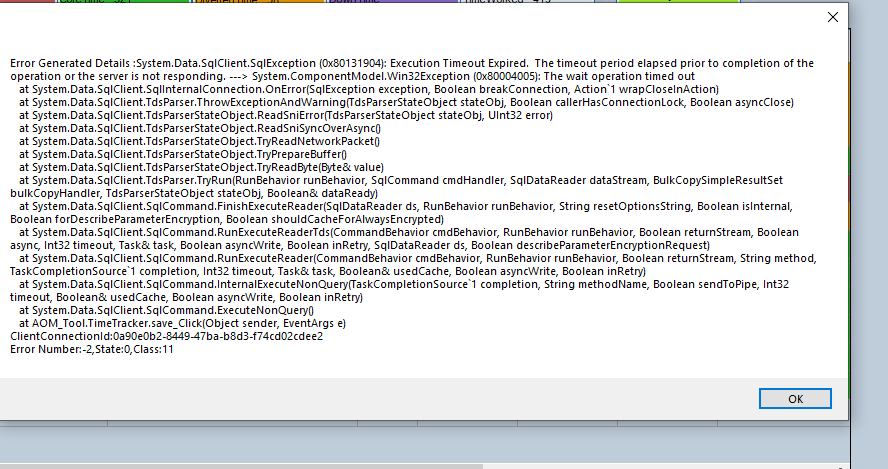 Error Generated Details :System.Data.SqlClient.SqlException (0x80131904): Execution Timeout Expired.  The timeout period elapsed prior to completion of the
operation or the server is not responding. ---> System.ComponentModel.Win32Exception (0x80004005): The wait operation timed out
at System.Data.SqlClient.SqlInternalConnection.OnError(SqlException exception, Boolean breakConnection, Action`1 wrapCloseInAction)
at System.Data.SqlClient.TdsParser.ThrowExceptionAndWarning(TdsParserStateObject stateObj, Boolean callerHasConnectionLock, Boolean asyncClose)
at System.Data.SqlClient.TdsParserStateObject.ReadSniError(TdsParserStateObject stateObj, UInt32 error)
at System.Data.SqlClient.TdsParserStateObject.ReadSniSyncOverAsync()
at System.Data.SqlClient.TdsParserStateObject.TryReadNetworkPacket()
at System.Data.SqlClient.TdsParserStateObject.TryPrepareBuffer()
at System.Data.SqlClient.TdsParserStateObject.TryReadByte(Byte& value)
at System.Data.SqlClient.TdsParser.TryRun(RunBehavior runBehavior, SqlCommand cmdHandler, SqlDataReader dataStream, BulkCopySimpleResultSet
bulkCopyHandler, TdsParserStateObject stateObj, Boolean& dataReady)
at System.Data.SqlClient.SqlCommand.FinishExecuteReader(SqlDataReader ds, RunBehavior runBehavior, String resetOptionsString, Boolean isInternal,
Boolean forDescribeParameterEncryption, Boolean shouldCacheForAlwaysEncrypted)
at System.Data.SqlClient.SqlCommand.RunExecuteReaderTds(CommandBehavior cmdBehavior, RunBehavior runBehavior, Boolean returnStream, Boolean
async, Int32 timeout, Task& task, Boolean asyncWrite, Boolean inRetry, SqlDataReader ds, Boolean describeParameterEncryptionRequest)
at System.Data.SqlClient.SqlCommand.RunExecuteReader(CommandBehavior cmdBehavior, RunBehavior runBehavior, Boolean returnStream, String method,
TaskCompletionSource`1 completion, Int32 timeout, Task& task, Boolean& usedCache, Boolean asyncWrite, Boolean inRetry)
at System.Data.SqlClient.SqlCommand.InternalExecuteNonQuery(TaskCompletionSource`1 completion, String methodName, Boolean sendToPipe, Int32
timeout, Boolean& usedCache, Boolean asyncWrite, Boolean inRetry)
at System.Data.SqlClient.SqlCommand.ExecuteNonQuery()
at AOM_Tool.TimeTracker.save_Click(Object sender, EventArgs e)
ClientConnectionId:0a90e0b2-8449-47ba-b8d3-f74cd02cdee2
Error Number:-2,State:0,Class:11
OK